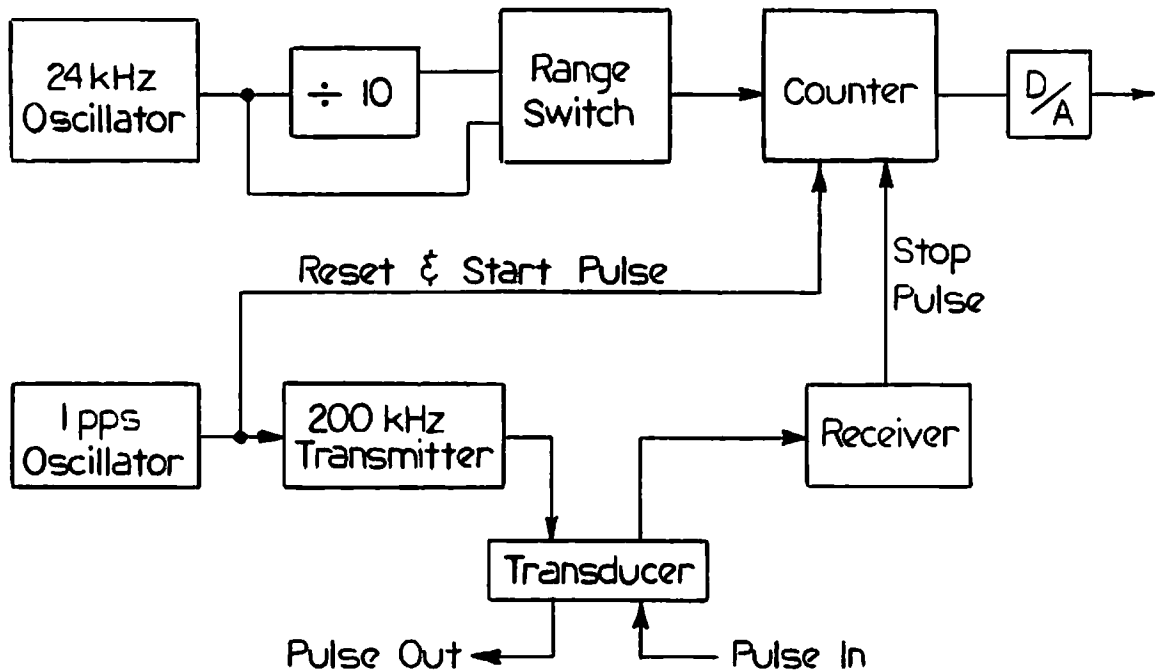 24 kHz
Oscillator
÷ 10
Range
Switch
Counter
D/A
Reset & Start Pulse
Stop
Pulse
1 pps
Oscillator
200 kHz
Transmitter
Receiver
Transducer
Pulse Out
Pulse In